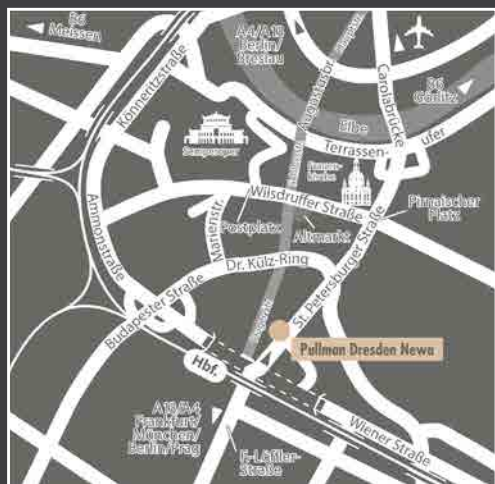 B6
Meissen
A4/A13
Berlin/
Breslau
B6
Görlitz
Könneritzstraße
Augustusbr.
Carolabrücke
Elbe
Terrassen-
ufer
Semperoper
Frauen-
kirche
Wilsdruffer Straße
Pirnaischer
Platz
Postplatz
Altmarkt
Marienstr.
Ammonstraße
Dr. Külz-Ring
St. Petersburger Straße
Budapester Straße
Pullman Dresden Newa
Hbf.
A13/A4
Frankfurt/
München/
Berlin/Prag
F.-Löffler-
Straße
Wiener Straße